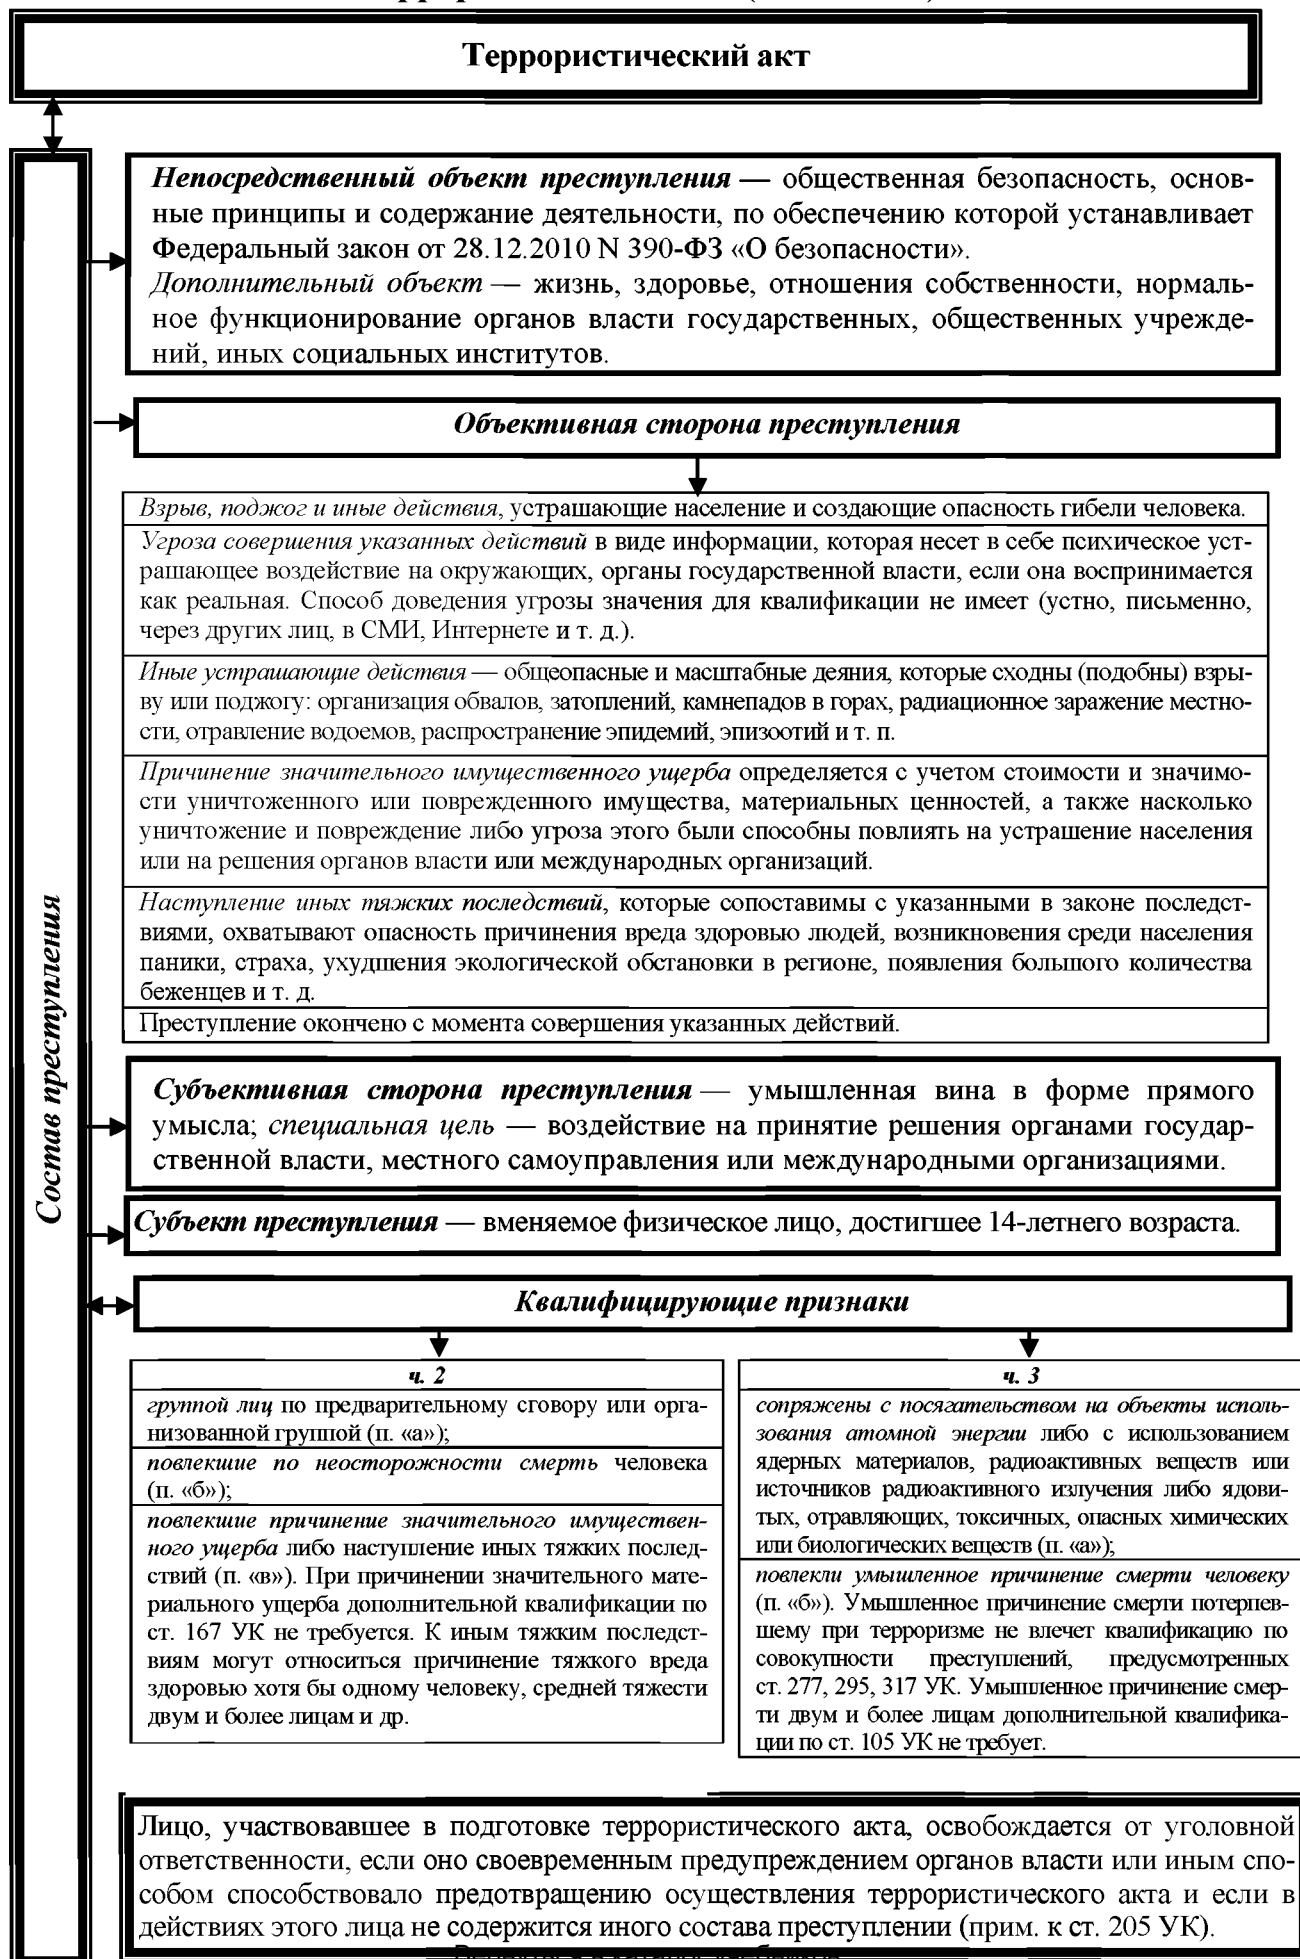 Террористический акт
Непосредственный объект преступления — общественная безопасность, основ-
ные принципы и содержание деятельности, по обеспечению которой устанавливает
Федеральный закон от 28.12.2010 N 390-ФЗ «О безопасности».
Дополнительный объект — жизнь, здоровье, отношения собственности, нормаль-
ное функционирование органов власти государственных, общественных учрежде-
ний, иных социальных институтов.
Объективная сторона преступления
Взрыв, поджог и иные действия, устрашающие население и создающие опасность гибели человека.
Угроза совершения указанных действий в виде информации, которая несет в себе психическое уст-
рашающее воздействие на окружающих, органы государственной власти, если она воспринимается
как реальная. Способ доведения угрозы значения для квалификации не имеет (устно, письменно,
через других лиц, в СМИ, Интернете и т. д.).
Иные устрашающие действия — общеопасные и масштабные деяния, которые сходны (подобны) взры-
ву или поджогу: организация обвалов, затоплений, камнепадов в горах, радиационное заражение местно-
сти, отравление водоемов, распространение эпидемий, эпизоотий и т. п.
Причинение значительного имущественного ущерба определяется с учетом стоимости и значимо-
сти уничтоженного или поврежденного имущества, материальных ценностей, а также насколько
уничтожение и повреждение либо угроза этого были способны повлиять на устрашение населения
или на решения органов власти или международных организаций.
Наступление иных тяжких последствий, которые сопоставимы с указанными в законе последст-
виями, охватывают опасность причинения вреда здоровью людей, возникновения среди населения
паники, страха, ухудшения экологической обстановки в регионе, появления большого количества
беженцев и т. д.
Преступление окончено с момента совершения указанных действий.
Состав преступления
Субъективная сторона преступления — умышленная вина в форме прямого
умысла; специальная цель — воздействие на принятие решения органами государ-
ственной власти, местного самоуправления или международными организациями.
Субъект преступления — вменяемое физическое лицо, достигшее 14-летнего возраста.
Квалифицирующие признаки
ч. 2
группой лиц по предварительному сговору или орга-
низованной группой (п. «а»);
повлекшие по неосторожности смерть человека
(п. «б»);
повлекшие причинение значительного имуществен-
ного ущерба либо наступление иных тяжких послед-
ствий (п. «в»). При причинении значительного мате-
риального ущерба дополнительной квалификации по
ст. 167 УК не требуется. К иным тяжким последст-
виям могут относиться причинение тяжкого вреда
здоровью хотя бы одному человеку, средней тяжести
двум и более лицам и др.
ч. 3
сопряжены с посягательством на объекты исполь-
зования атомной энергии либо с использованием
ядерных материалов, радиоактивных веществ или
источников радиоактивного излучения либо ядови-
тых, отравляющих, токсичных, опасных химических
или биологических веществ (п. «а»);
повлекли умышленное причинение смерти человеку
(п. «б»). Умышленное причинение смерти потерпев-
шему при терроризме не влечет квалификацию по
совокупности преступлений, предусмотренных
ст. 277, 295, 317 УК. Умышленное причинение смер-
ти двум и более лицам дополнительной квалифика-
ции по ст. 105 УК не требует.
Лицо, участвовавшее в подготовке террористического акта, освобождается от уголовной
ответственности, если оно своевременным предупреждением органов власти или иным спо-
собом способствовало предотвращению осуществления террористического акта и если в
действиях этого лица не содержится иного состава преступлении (прим. к ст. 205 УК).